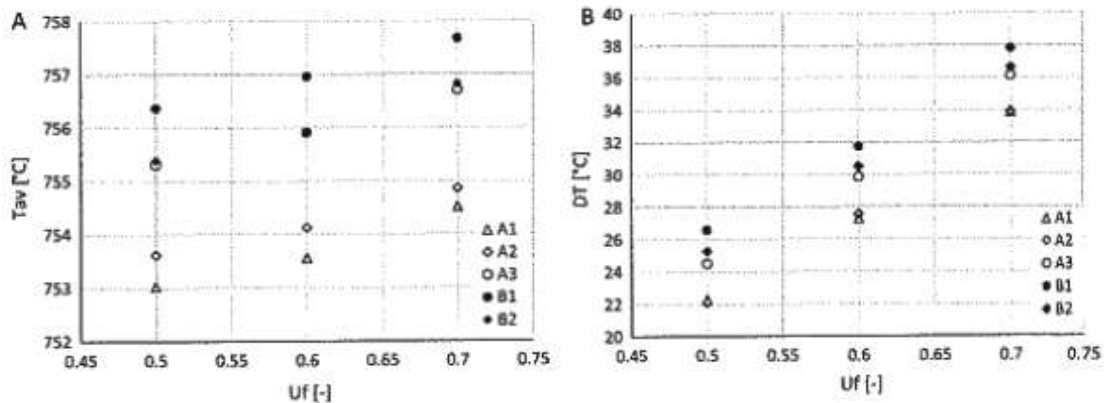 A
758
757
756
755
754
753
752
Tav [°C]
0.45 0.5 0.55 0.6 0.65 0.7 0.75
Uf [-]
A1
A2
A3
B1
B2
B
40
38
36
34
32
30
28
26
24
22
20
DT [°C]
0.45 0.5 0.55 0.6 0.65 0.7 0.75
Uf [-]
A1
A2
A3
B1
B2